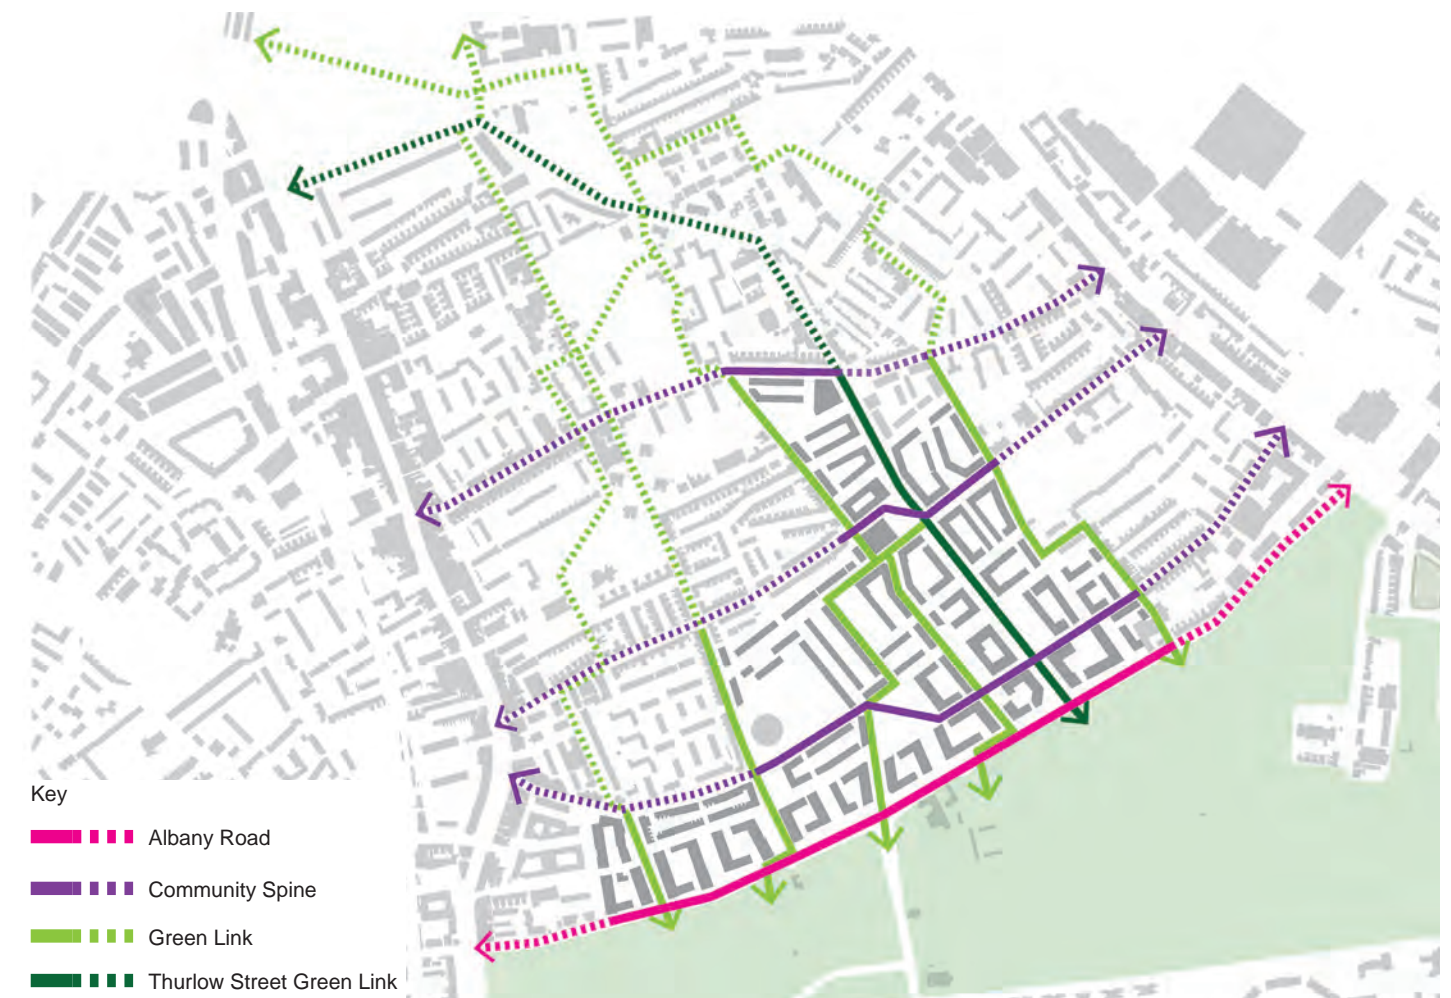 Key
Albany Road
Community Spine
Green Link
Thurlow Street Green Link